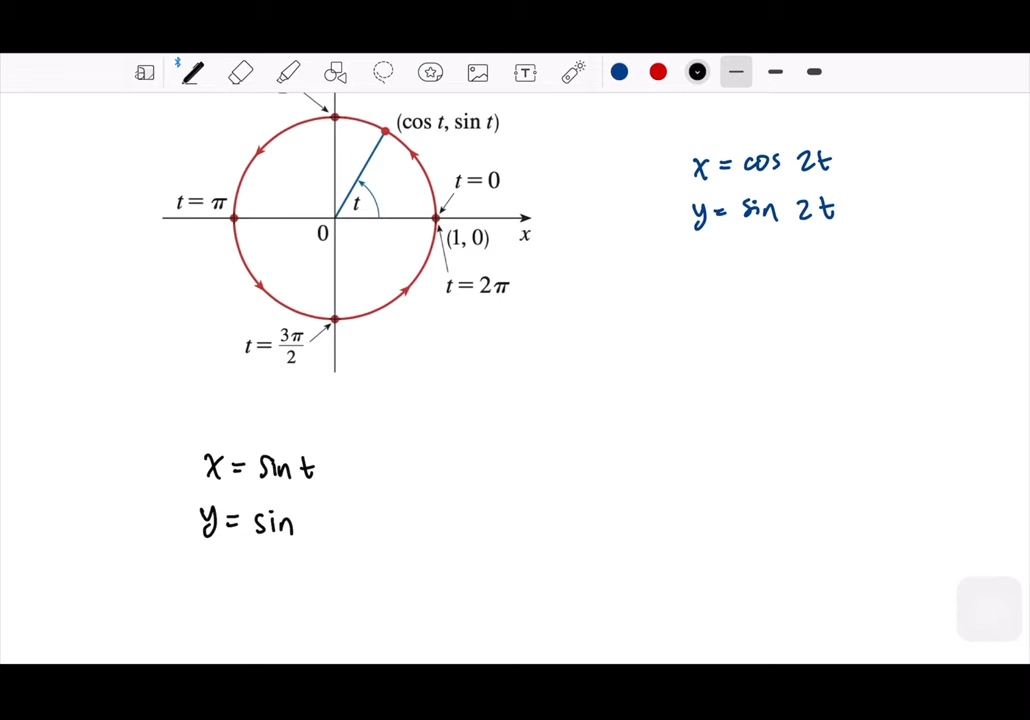 (cos t, sin t)
x = cos 2t
t = 0
t = π
t
y = sin 2t
0
(1, 0)
x
t = 2π
t = 3π/2
x = sin t
y = sin